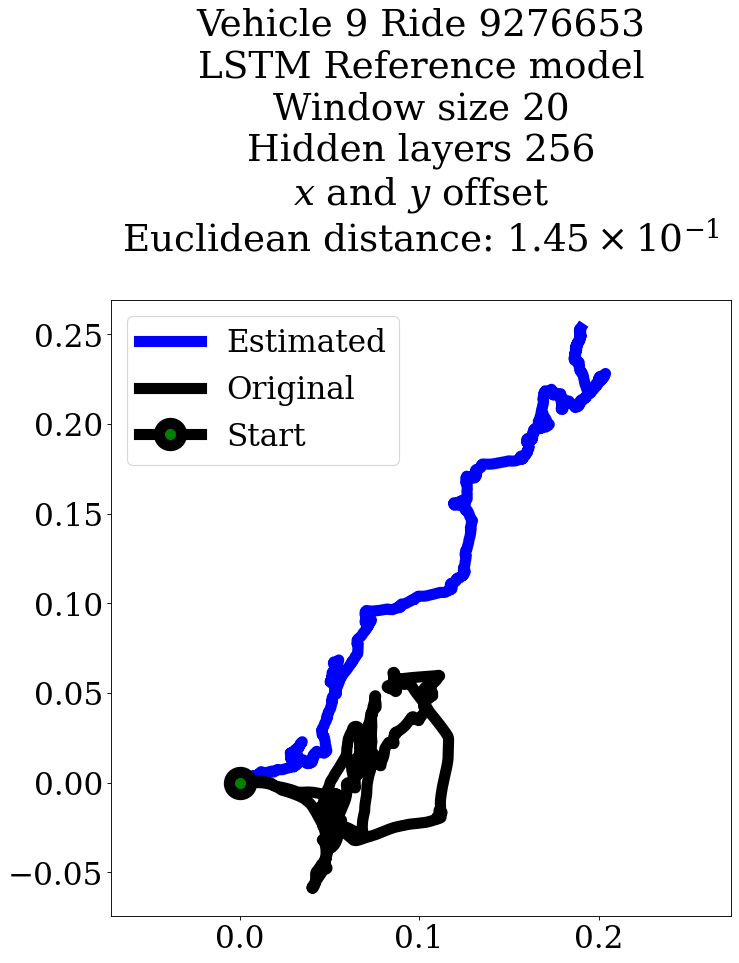 Vehicle 9 Ride 9276653
LSTM Reference model
Window size 20
Hidden layers 256
x and y offset
Euclidean distance: 1.45 × 10⁻¹
Estimated
Original
Start
0.25
0.20
0.15
0.10
0.05
0.00
−0.05
0.0 0.1 0.2